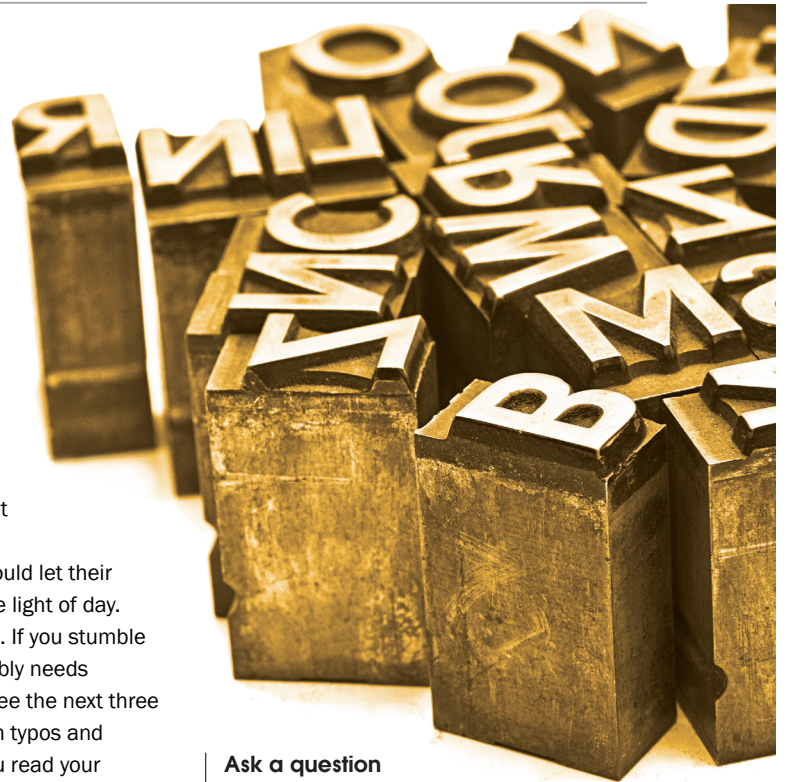 O
O
R
D
C
M
M
B
t
ould let their
e light of day.
. If you stumble
bly needs
ee the next three
n typos and
u read your
Ask a question